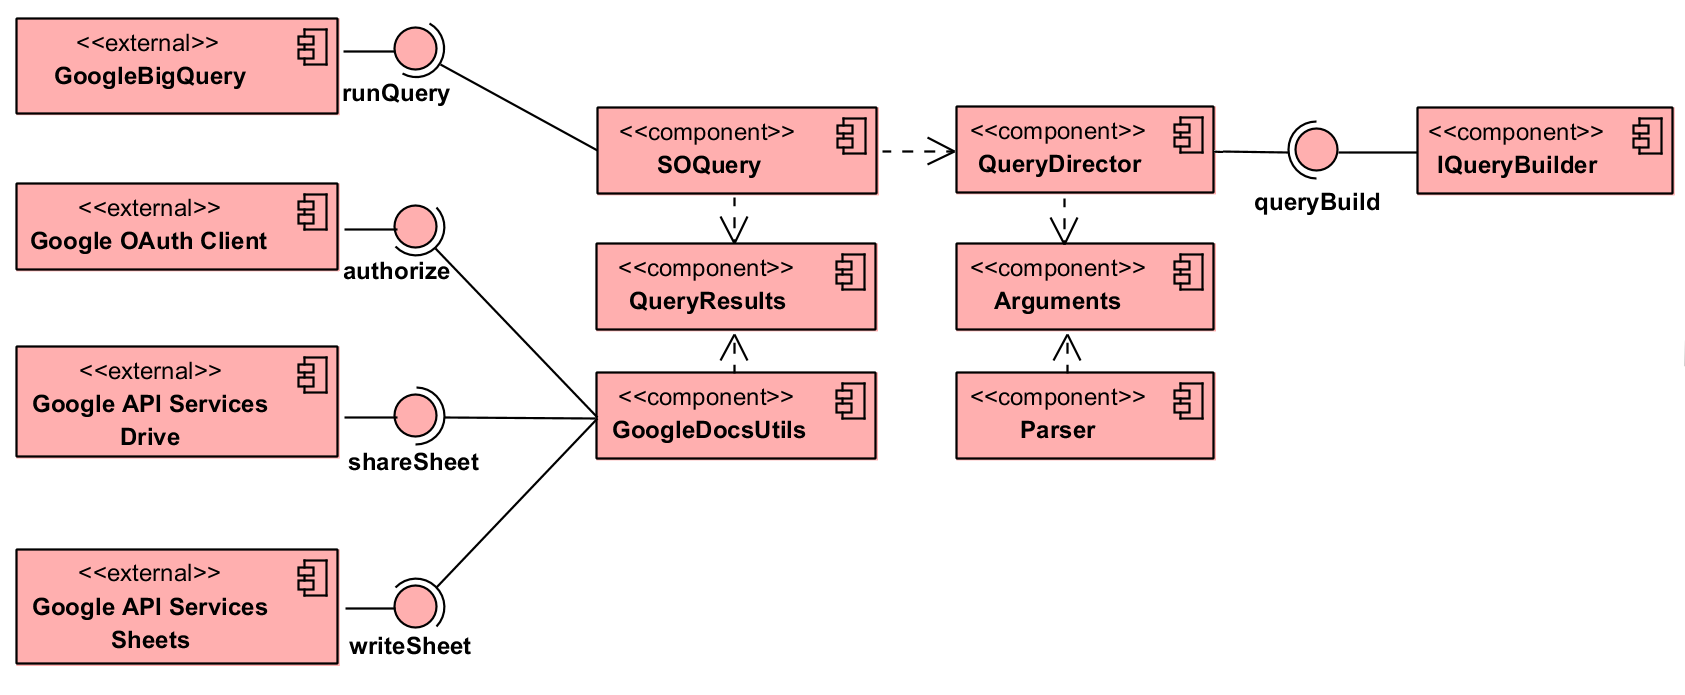 <<external>>
GoogleBigQuery
runQuery
<<external>>
Google OAuth Client
authorize
<<external>>
Google API Services
Drive
shareSheet
<<external>>
Google API Services
Sheets
writeSheet
<<component>>
SOQuery
<<component>>
QueryResults
<<component>>
GoogleDocsUtils
<<component>>
QueryDirector
<<component>>
Arguments
<<component>>
Parser
queryBuild
<<component>>
IQueryBuilder